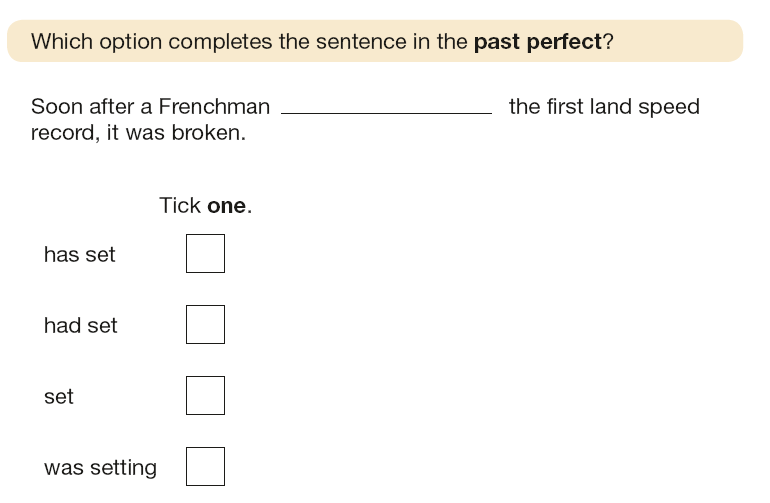 Which option completes the sentence in the past perfect?
Soon after a Frenchman ______________ the first land speed
record, it was broken.
Tick one.
has set
had set
set
was setting